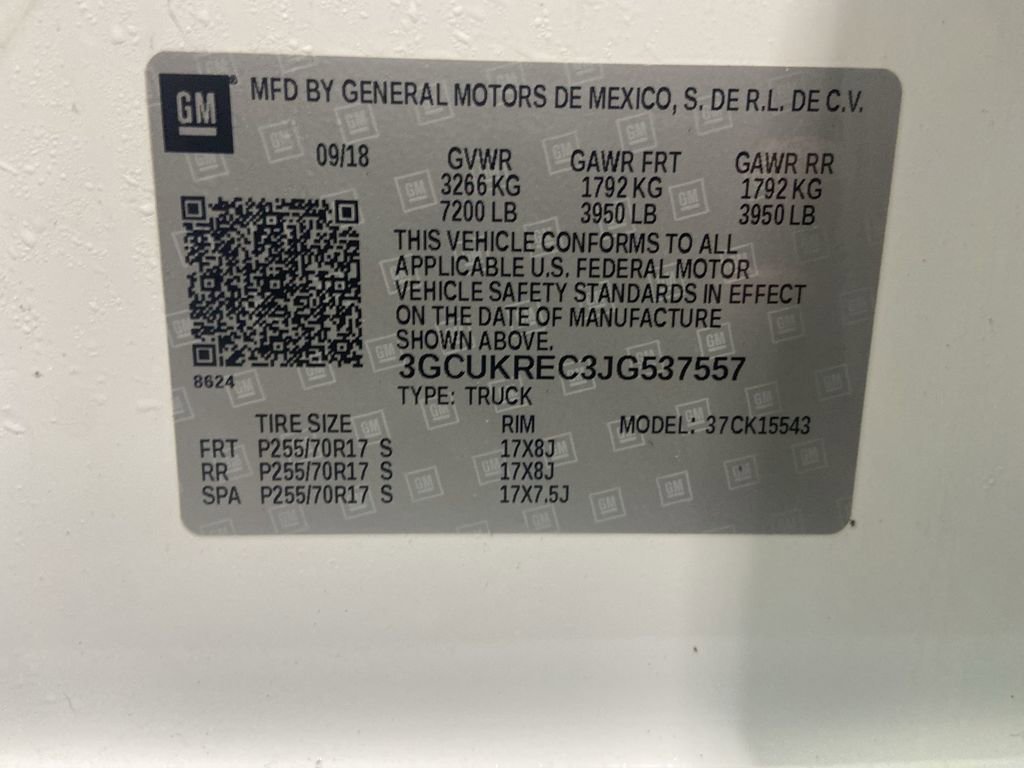 GM MFD BY GENERAL MOTORS DE MEXICO, S. DE R.L. DE C.V.
09/18 GVWR GAWR FRT GAWR RR
3266 KG 1792 KG 1792 KG
7200 LB 3950 LB 3950 LB
THIS VEHICLE CONFORMS TO ALL
APPLICABLE U.S. FEDERAL MOTOR
VEHICLE SAFETY STANDARDS IN EFFECT
ON THE DATE OF MANUFACTURE
SHOWN ABOVE.
3GCUKREC3JG537557
8624
TYPE: TRUCK
TIRE SIZE RIM MODEL: 37CK15543
FRT P255/70R17 S 17X8J
RR P255/70R17 S 17X8J
SPA P255/70R17 S 17X7.5J